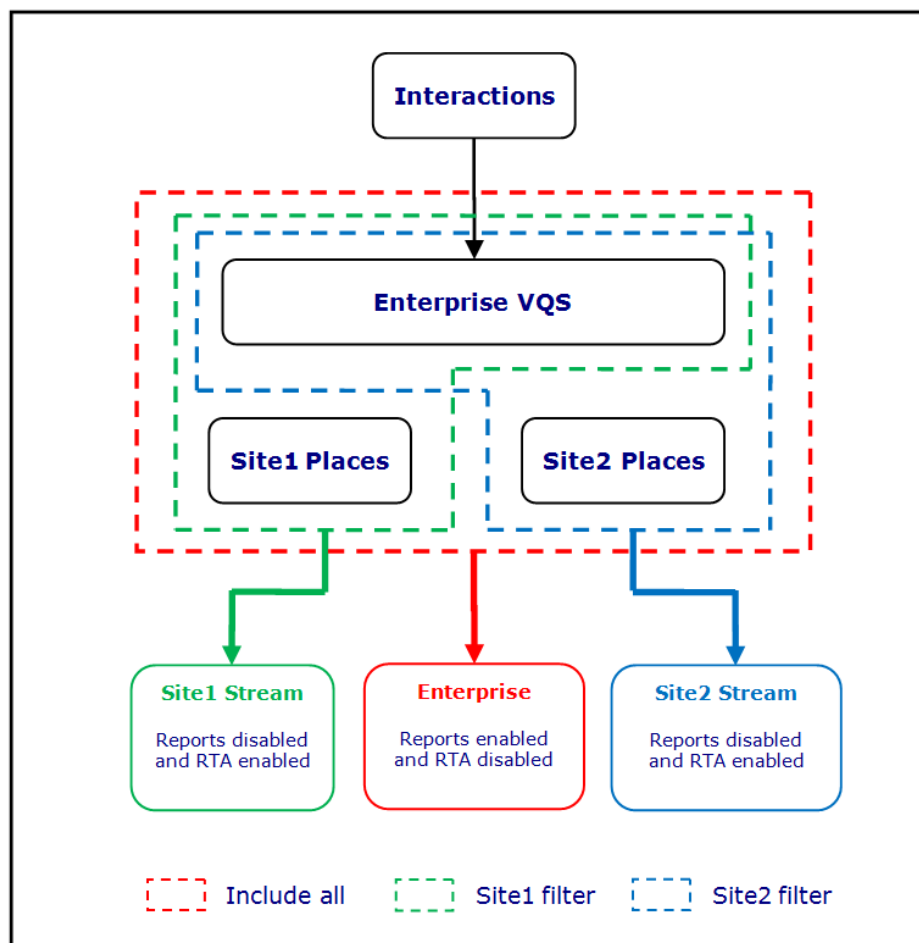 Interactions
Enterprise VQS
Site1 Places
Site2 Places
Site1 Stream
Reports disabled
and RTA enabled
Enterprise
Reports enabled
and RTA disabled
Site2 Stream
Reports disabled
and RTA enabled
Include all
Site1 filter
Site2 filter